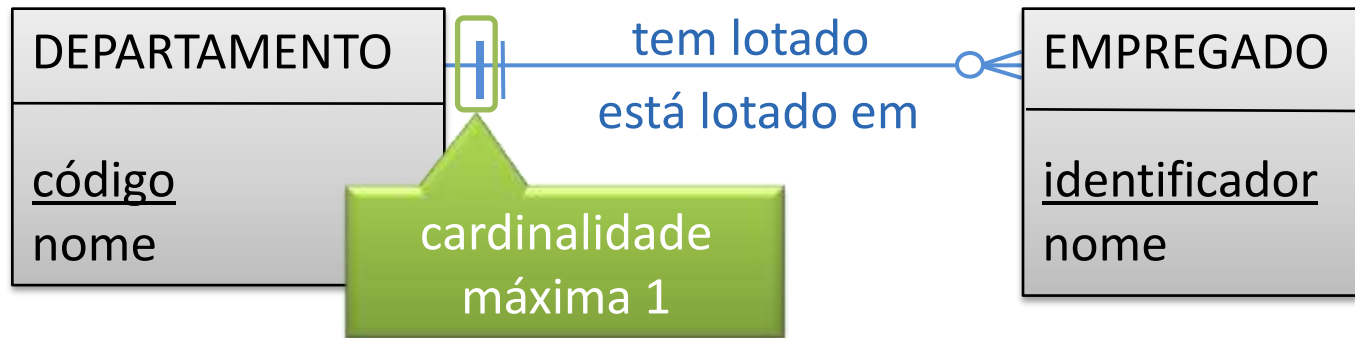 DEPARTAMENTO
código
nome
tem lotado
está lotado em
cardinalidade
máxima 1
EMPREGADO
identificador
nome